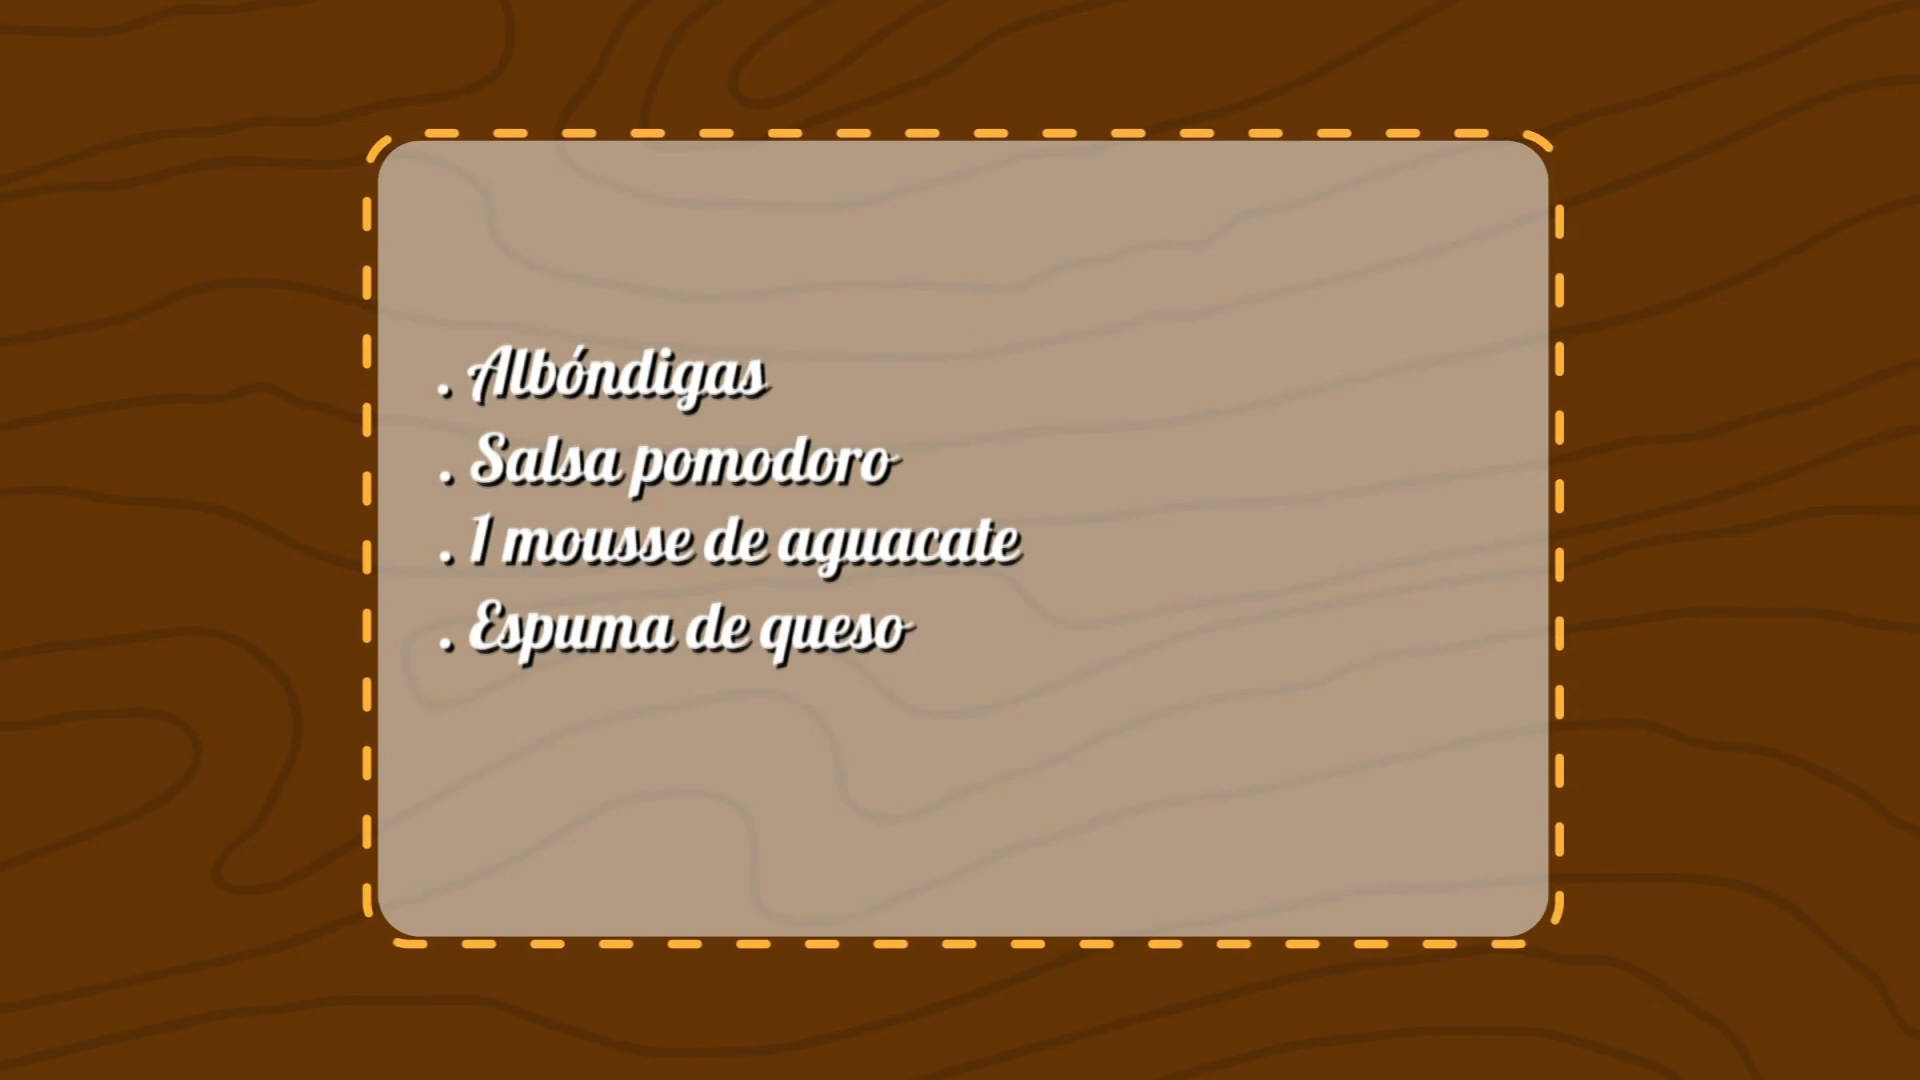 . Albóndigas
. Salsa pomodoro
. 1 mousse de aguacate
. Espuma de queso